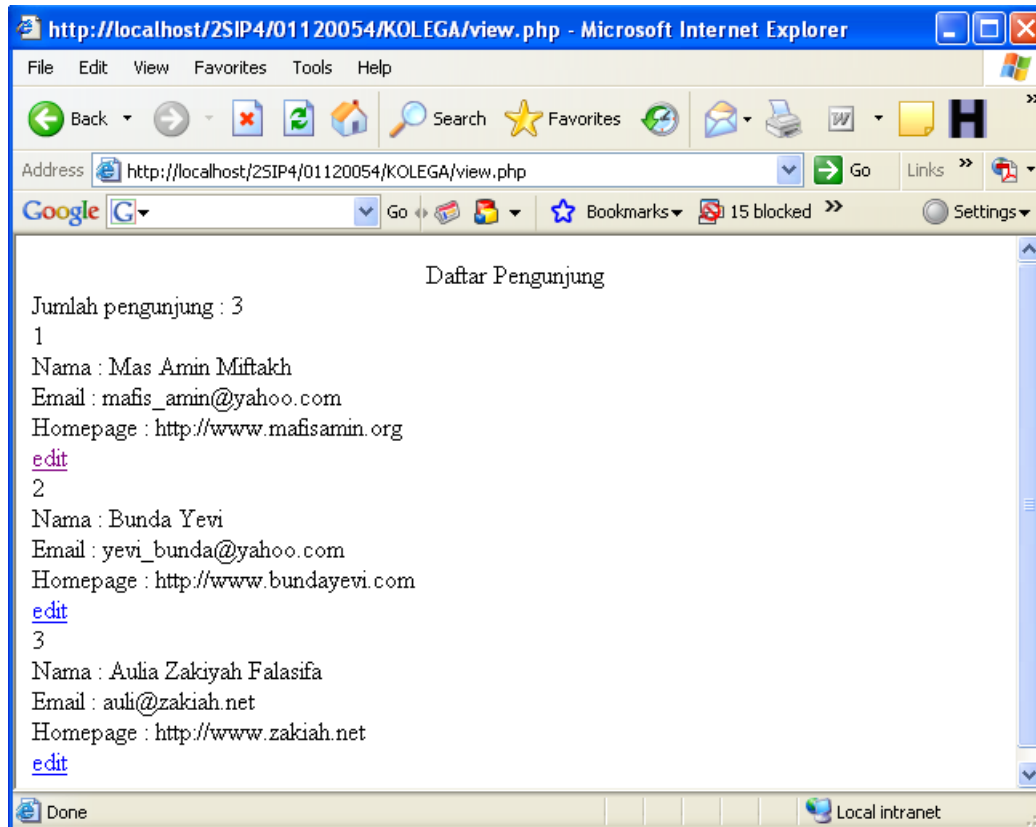 http://localhost/2SIP4/01120054/KOLEGA/view.php - Microsoft Internet Explorer
File Edit View Favorites Tools Help
Back Search Favorites W H »
Address http://localhost/2SIP4/01120054/KOLEGA/view.php Go Links »
Google G Go Bookmarks 15 blocked » Settings
Daftar Pengunjung
Jumlah pengunjung : 3
1
Nama : Mas Amin Miftakh
Email : mafis_amin@yahoo.com
Homepage : http://www.mafisamin.org
edit
2
Nama : Bunda Yevi
Email : yevi_bunda@yahoo.com
Homepage : http://www.bundayevi.com
edit
3
Nama : Aulia Zakiyah Falasifa
Email : auli@zakiah.net
Homepage : http://www.zakiah.net
edit
Done Local intranet